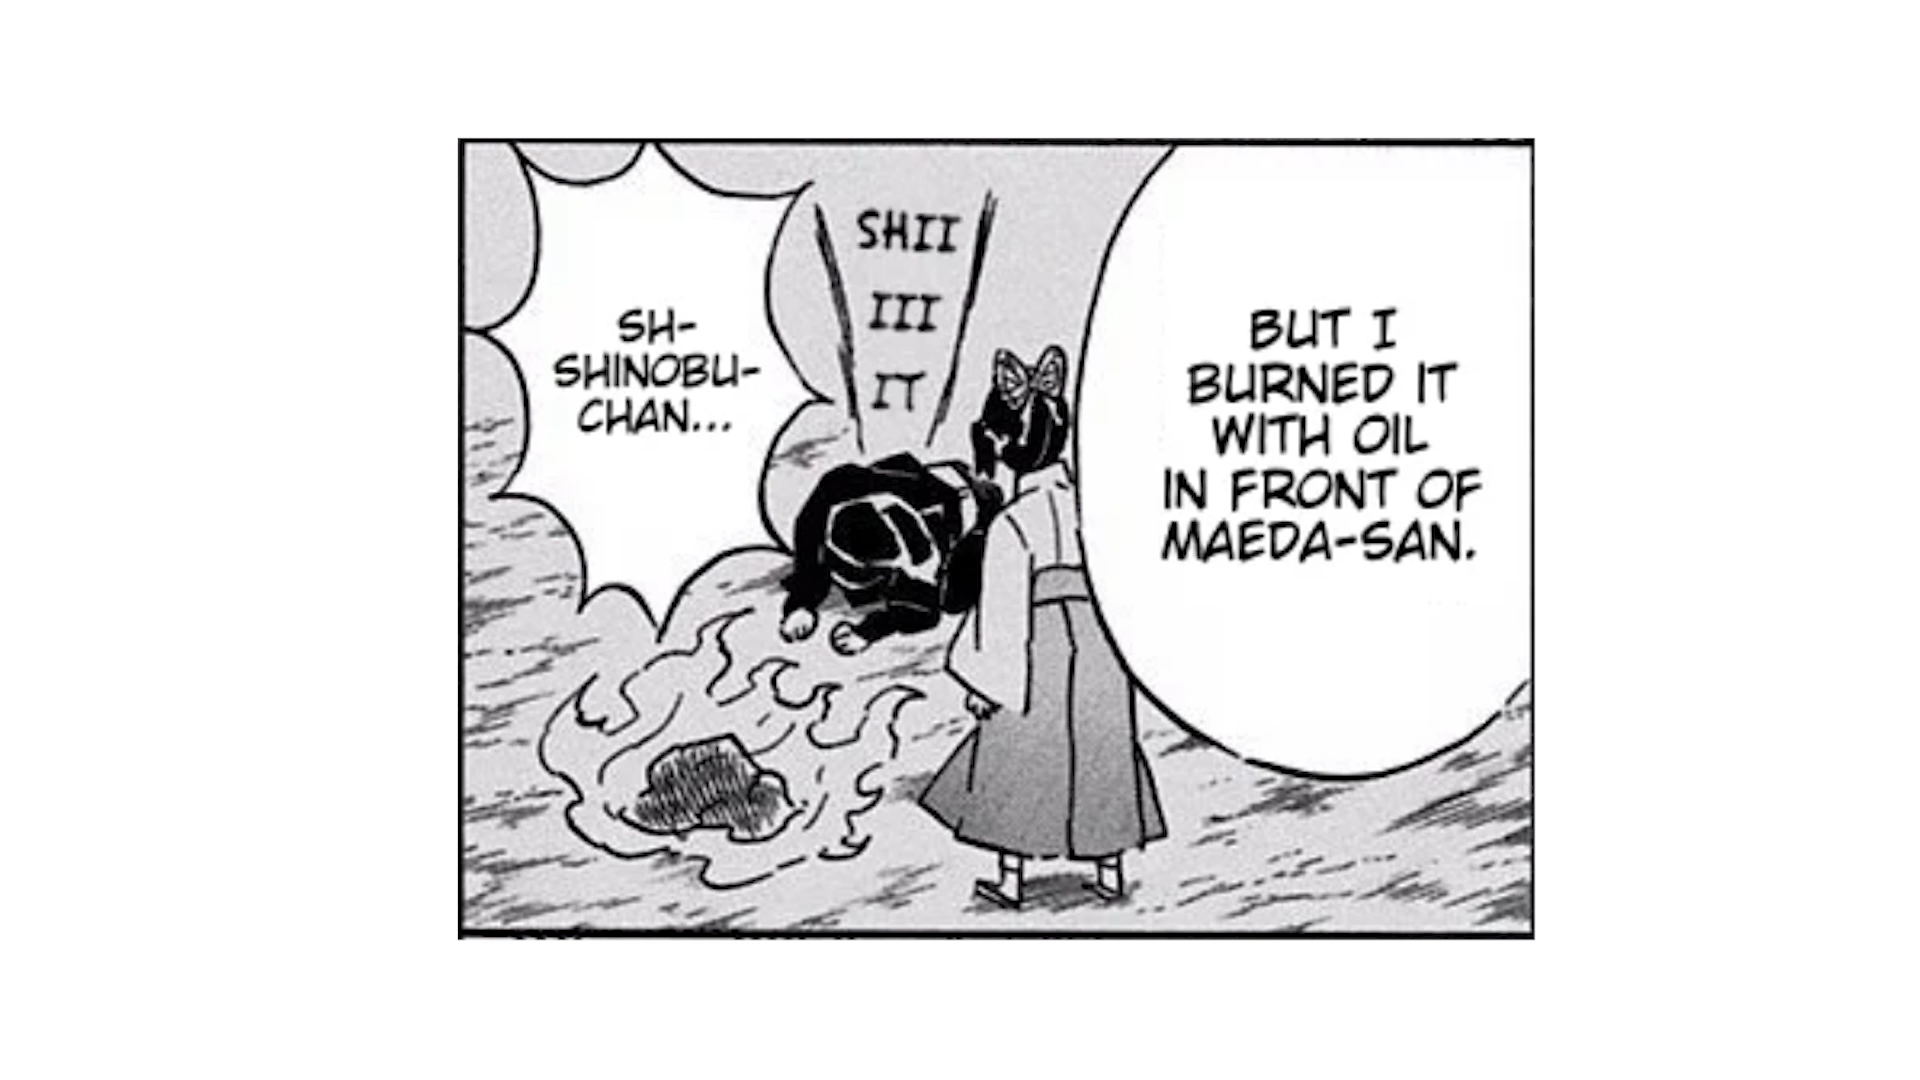 BUT I
BURNED IT
WITH OIL
IN FRONT OF
MAEDA-SAN.
SHII
III
IT
SH-
SHINOBU-
CHAN...